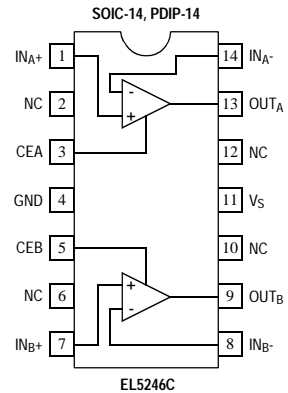 SOIC-14, PDIP-14
INA+ 1 14 INA-
NC 2 13 OUTA
CEA 3 12 NC
GND 4 11 VS
CEB 5 10 NC
NC 6 9 OUTB
INB+ 7 8 INB-
- +
+ -
EL5246C